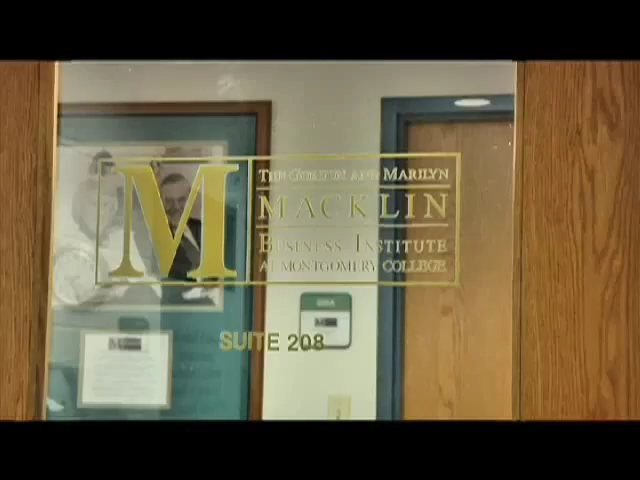 M
THE GORDON AND MARILYN
MACKLIN
BUSINESS INSTITUTE
AT MONTGOMERY COLLEGE
SUITE 208